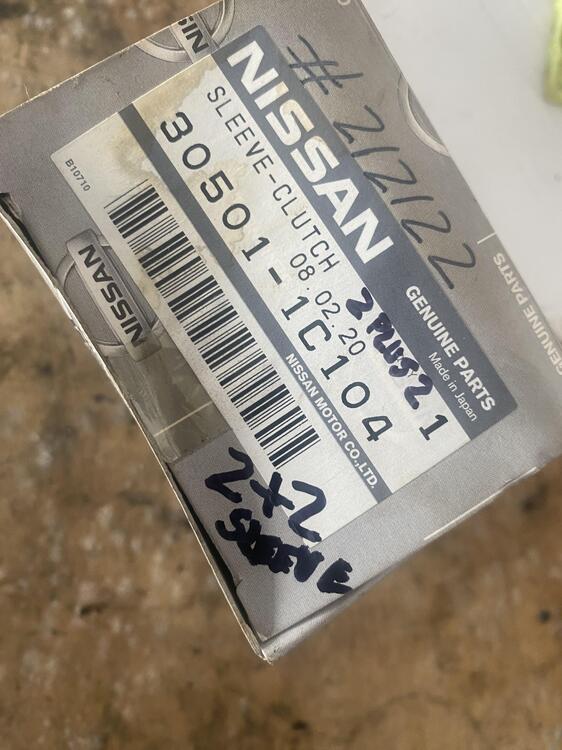 NISSAN
GENUINE PARTS
Made in Japan
SLEEVE-CLUTCH
08.02.20
1
30501-1C104
NISSAN MOTOR CO.,LTD.
B10710
# 212122
2 PLUS 2
2+2
SLEEVE
NISSAN
GENUINE PARTS